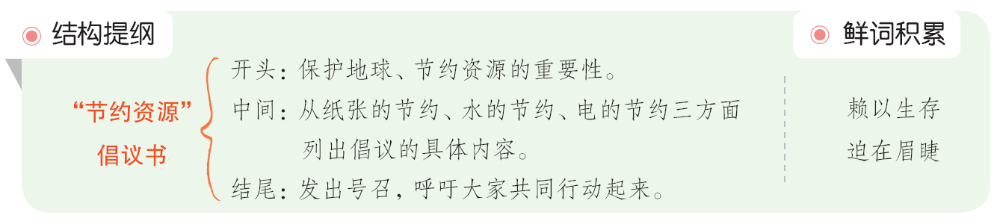 结构提纲
鲜词积累
“节约资源”
倡议书
开头：保护地球、节约资源的重要性。
中间：从纸张的节约、水的节约、电的节约三方面
列出倡议的具体内容。
结尾：发出号召，呼吁大家共同行动起来。
赖以生存
迫在眉睫